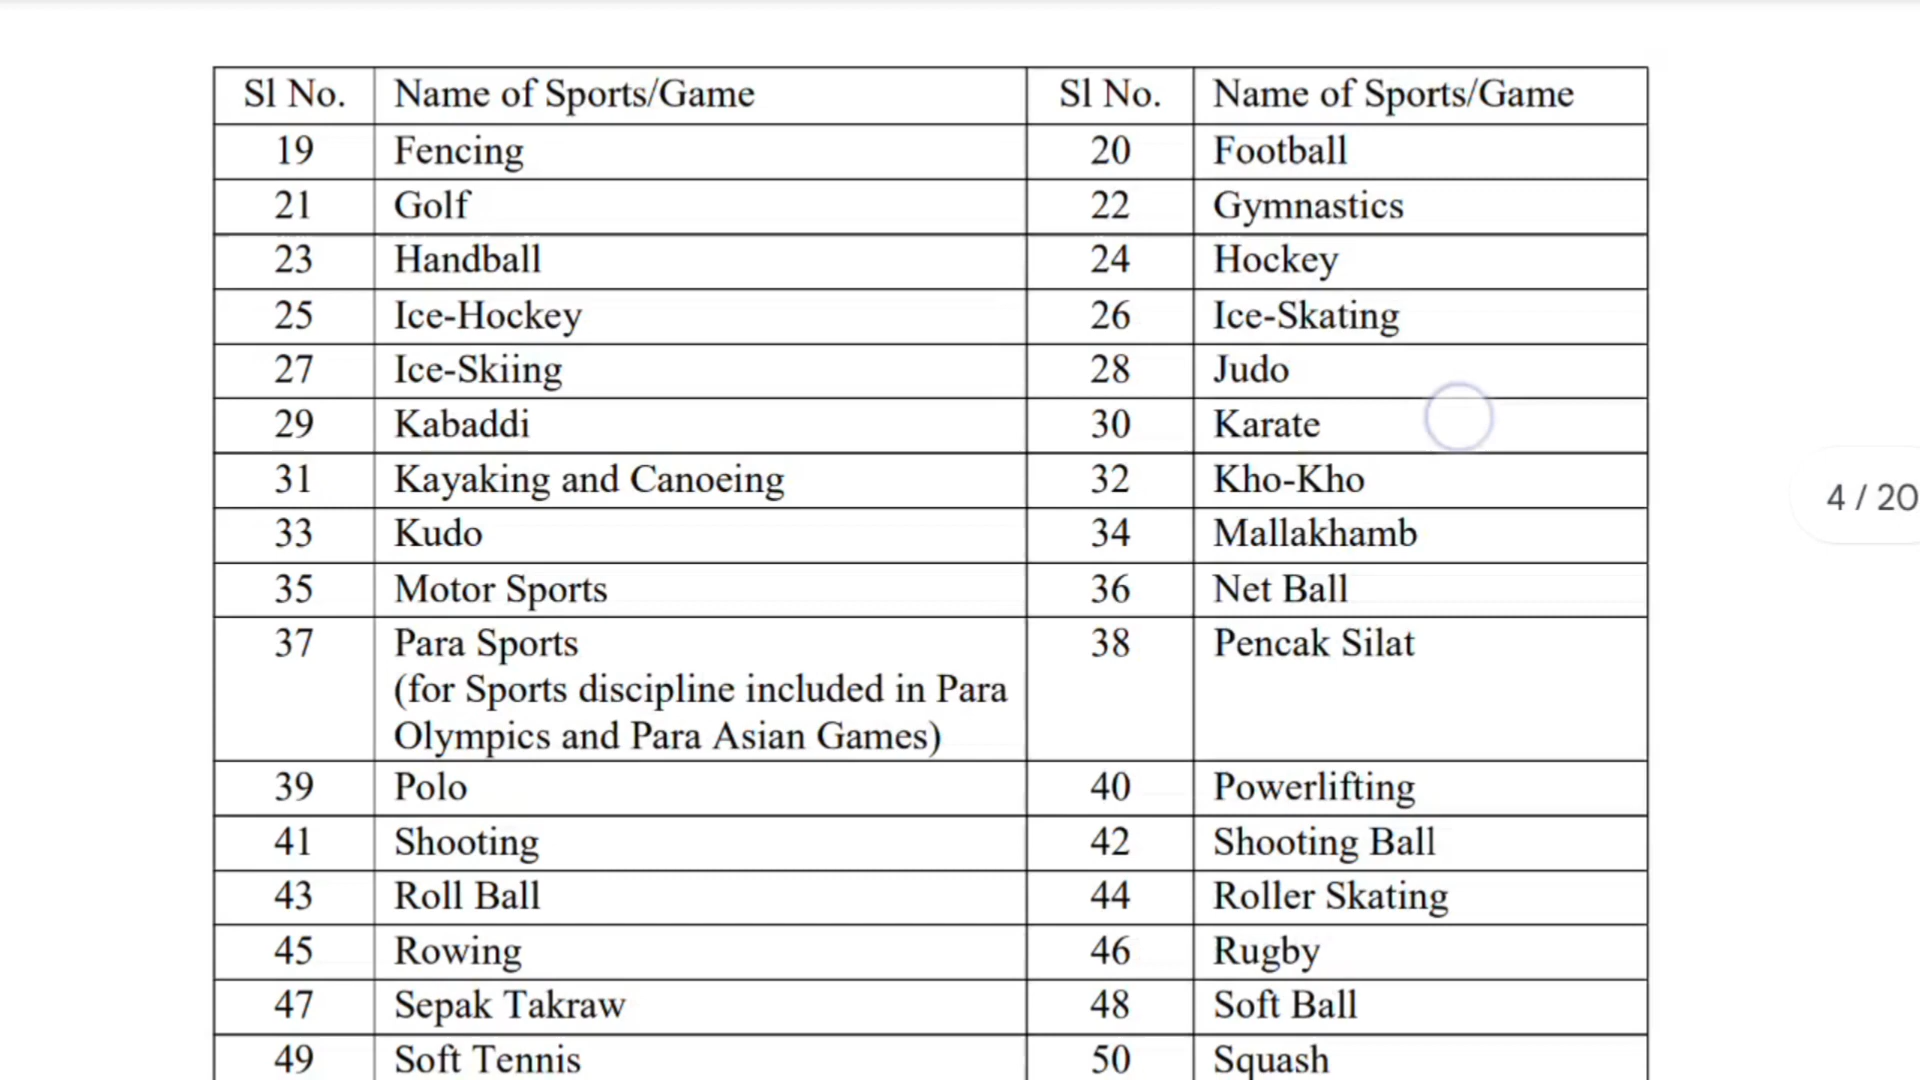 Sl No. Name of Sports/Game Sl No. Name of Sports/Game
19 Fencing 20 Football
21 Golf 22 Gymnastics
23 Handball 24 Hockey
25 Ice-Hockey 26 Ice-Skating
27 Ice-Skiing 28 Judo
29 Kabaddi 30 Karate
31 Kayaking and Canoeing 32 Kho-Kho
4 / 20
33 Kudo 34 Mallakhamb
35 Motor Sports 36 Net Ball
37 Para Sports 38 Pencak Silat
(for Sports discipline included in Para
Olympics and Para Asian Games)
39 Polo 40 Powerlifting
41 Shooting 42 Shooting Ball
43 Roll Ball 44 Roller Skating
45 Rowing 46 Rugby
47 Sepak Takraw 48 Soft Ball
49 Soft Tennis 50 Squash